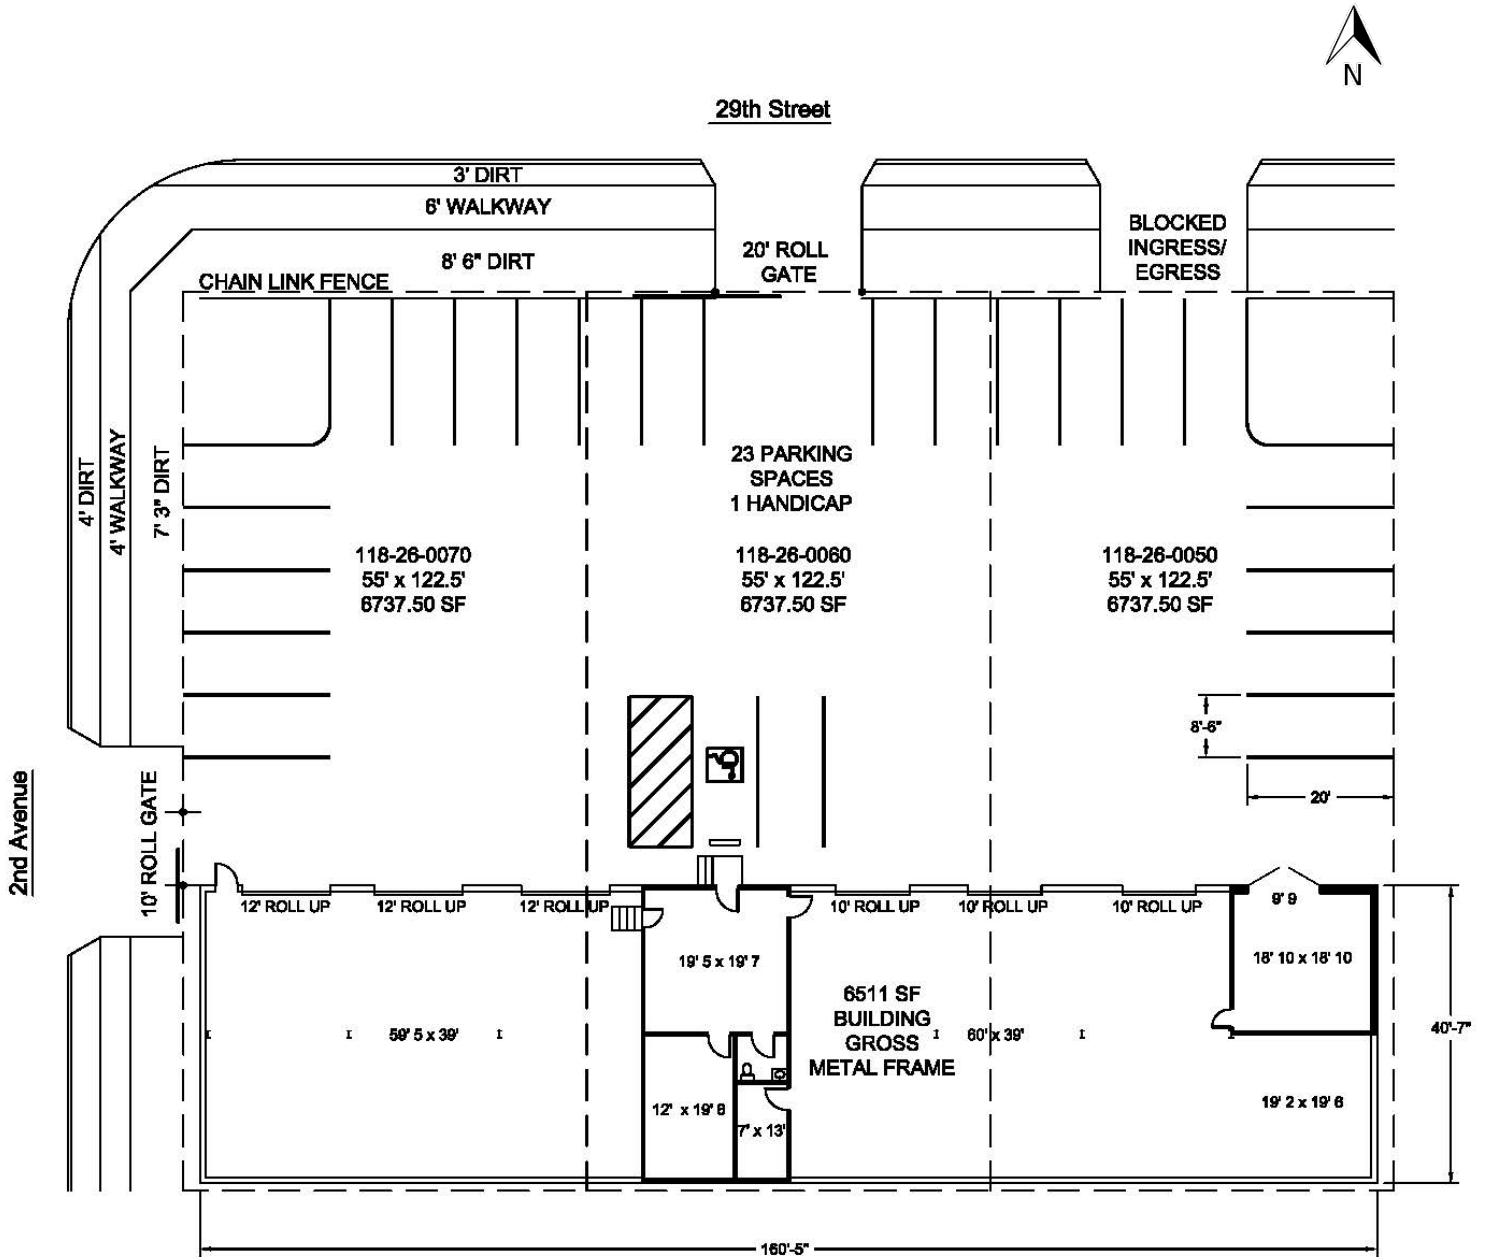 N
29th Street
3' DIRT
6' WALKWAY
8' 6" DIRT
20' ROLL
GATE
BLOCKED
INGRESS/
EGRESS
CHAIN LINK FENCE
4' DIRT
4' WALKWAY
7' 3" DIRT
23 PARKING
SPACES
1 HANDICAP
118-26-0070
55' x 122.5'
6737.50 SF
118-26-0060
55' x 122.5'
6737.50 SF
118-26-0050
55' x 122.5'
6737.50 SF
8'-6"
20'
2nd Avenue
10' ROLL GATE
12' ROLL UP
12' ROLL UP
12' ROLL UP
10' ROLL UP
10' ROLL UP
10' ROLL UP
9' 9
19' 5 x 19' 7
18' 10 x 18' 10
6511 SF
BUILDING
GROSS
METAL FRAME
59' 5 x 39'
60' x 39'
40'-7"
12' x 19' 8
7' x 13'
19' 2 x 19' 6
160'-5"